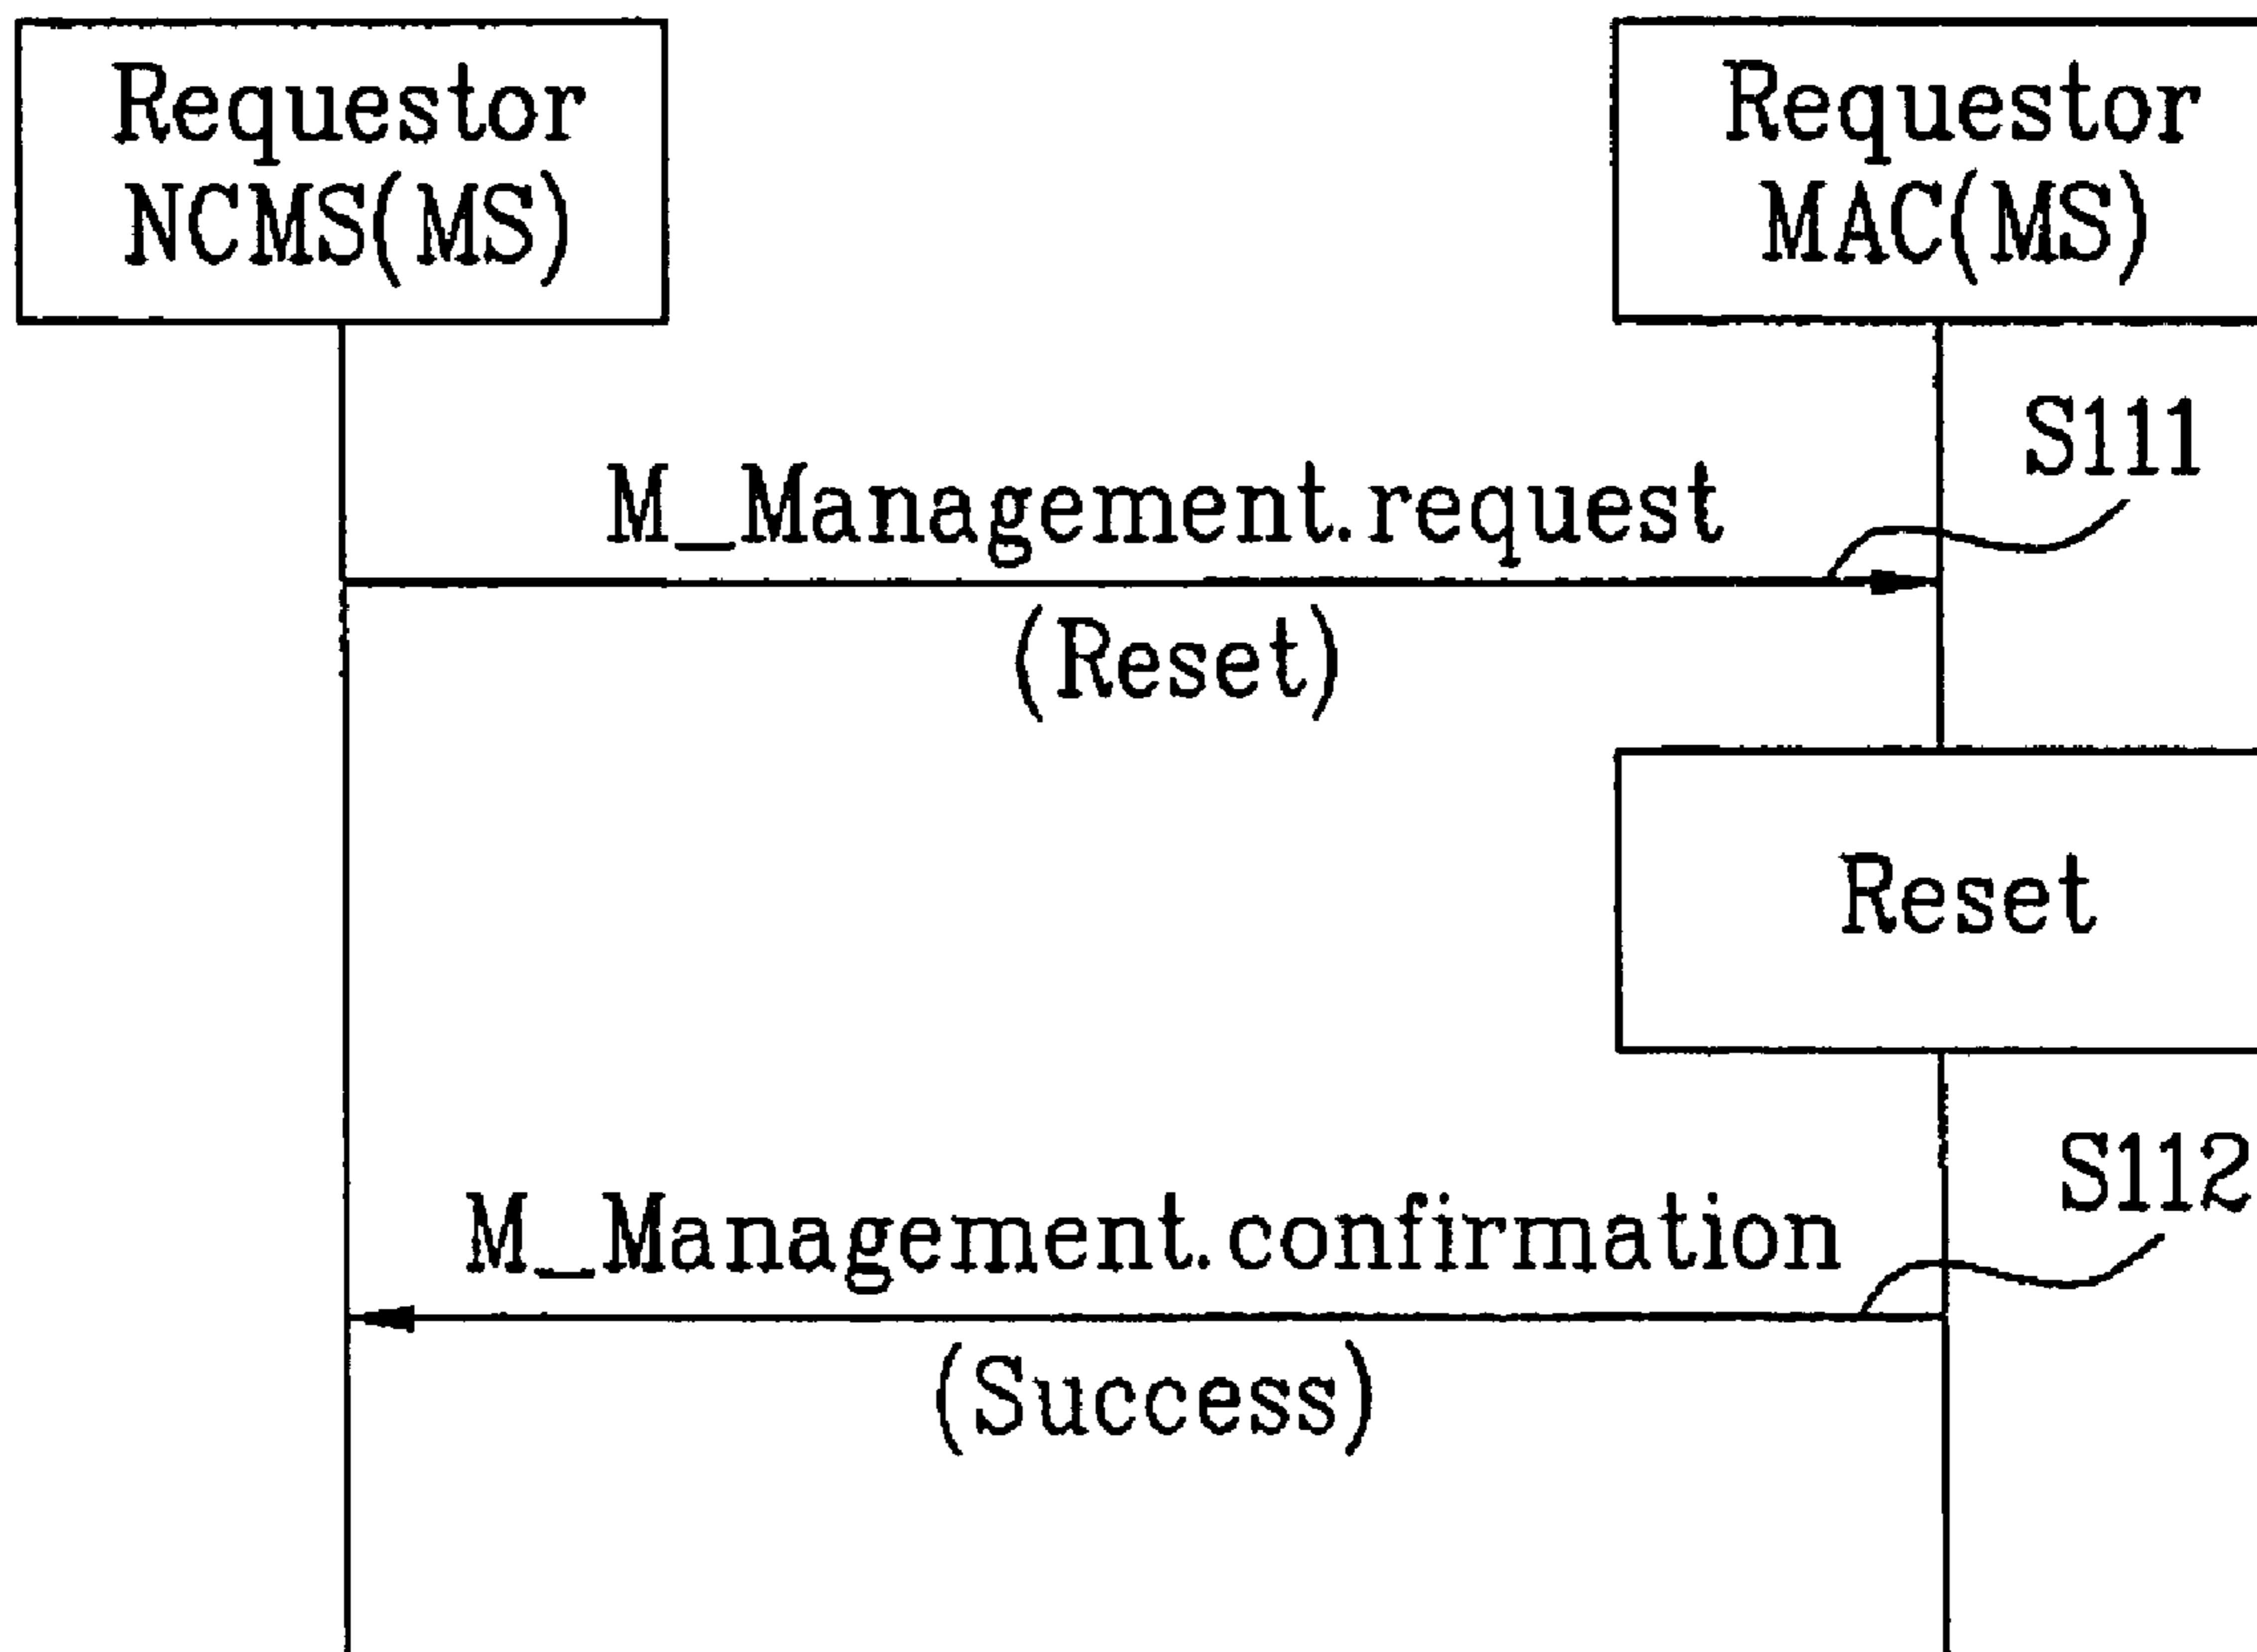 Requestor
NCMS(MS)
Requestor
MAC(MS)
S111
M_Management.request
(Reset)
Reset
S112
M_Management.confirmation
(Success)